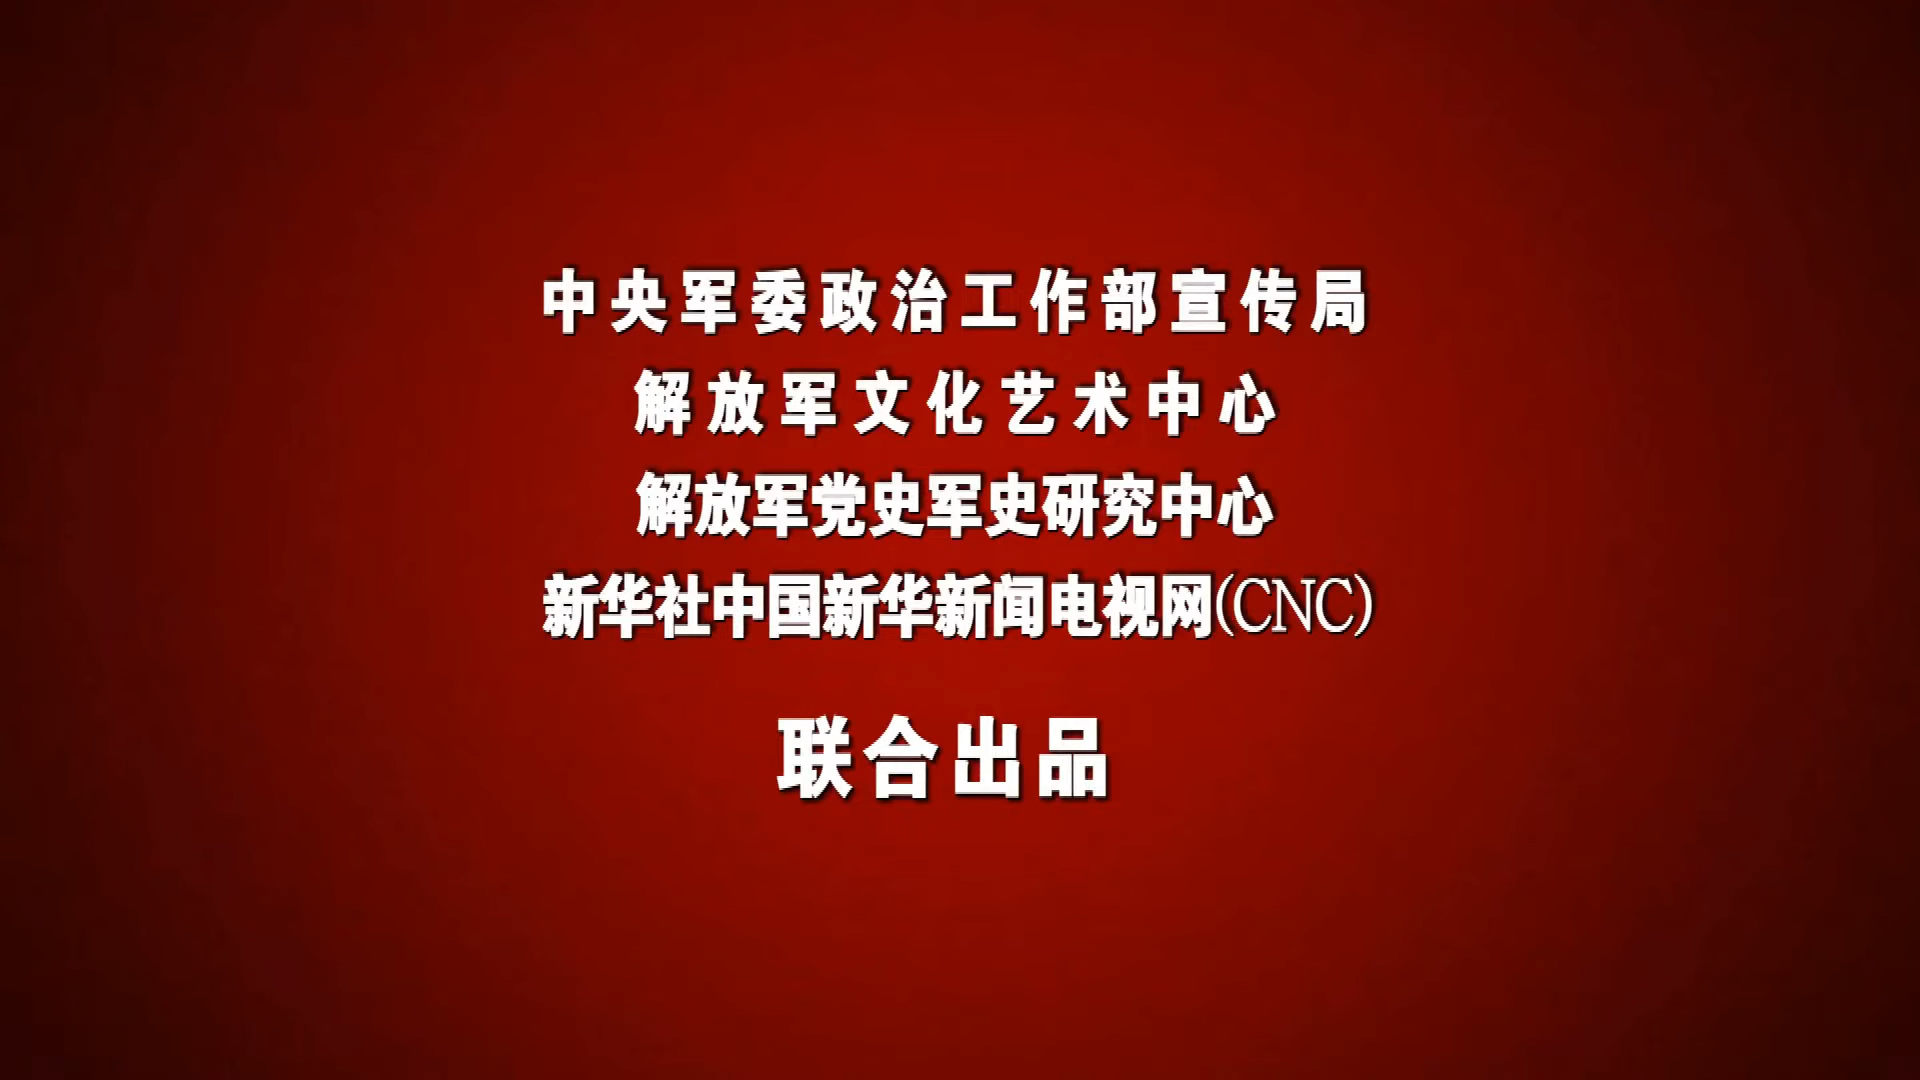 中央军委政治工作部宣传局
解放军文化艺术中心
解放军党史军史研究中心
新华社中国新华新闻电视网(CNC)
联合出品